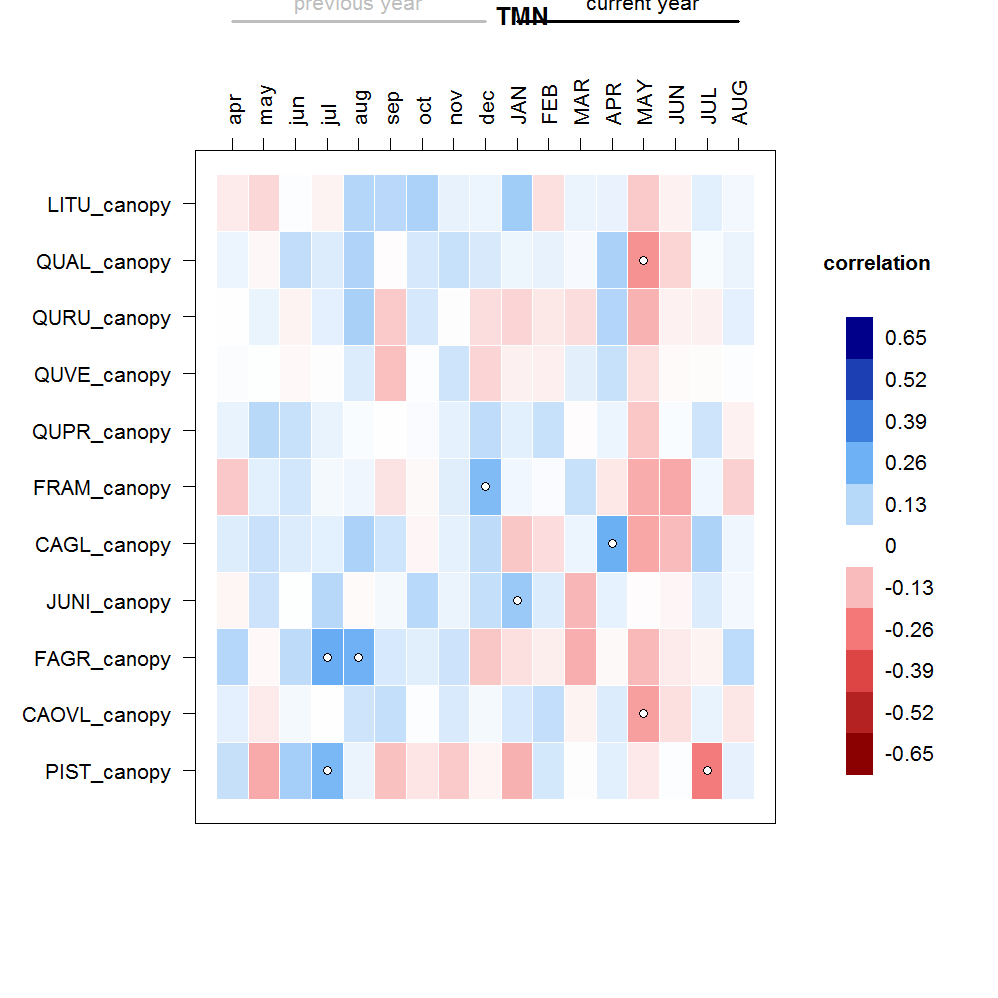 previous year
current year
TMN
apr
may
jun
jul
aug
sep
oct
nov
dec
JAN
FEB
MAR
APR
MAY
JUN
JUL
AUG
LITU_canopy
QUAL_canopy
QURU_canopy
QUVE_canopy
QUPR_canopy
FRAM_canopy
CAGL_canopy
JUNI_canopy
FAGR_canopy
CAOVL_canopy
PIST_canopy
correlation
0.65
0.52
0.39
0.26
0.13
0
-0.13
-0.26
-0.39
-0.52
-0.65